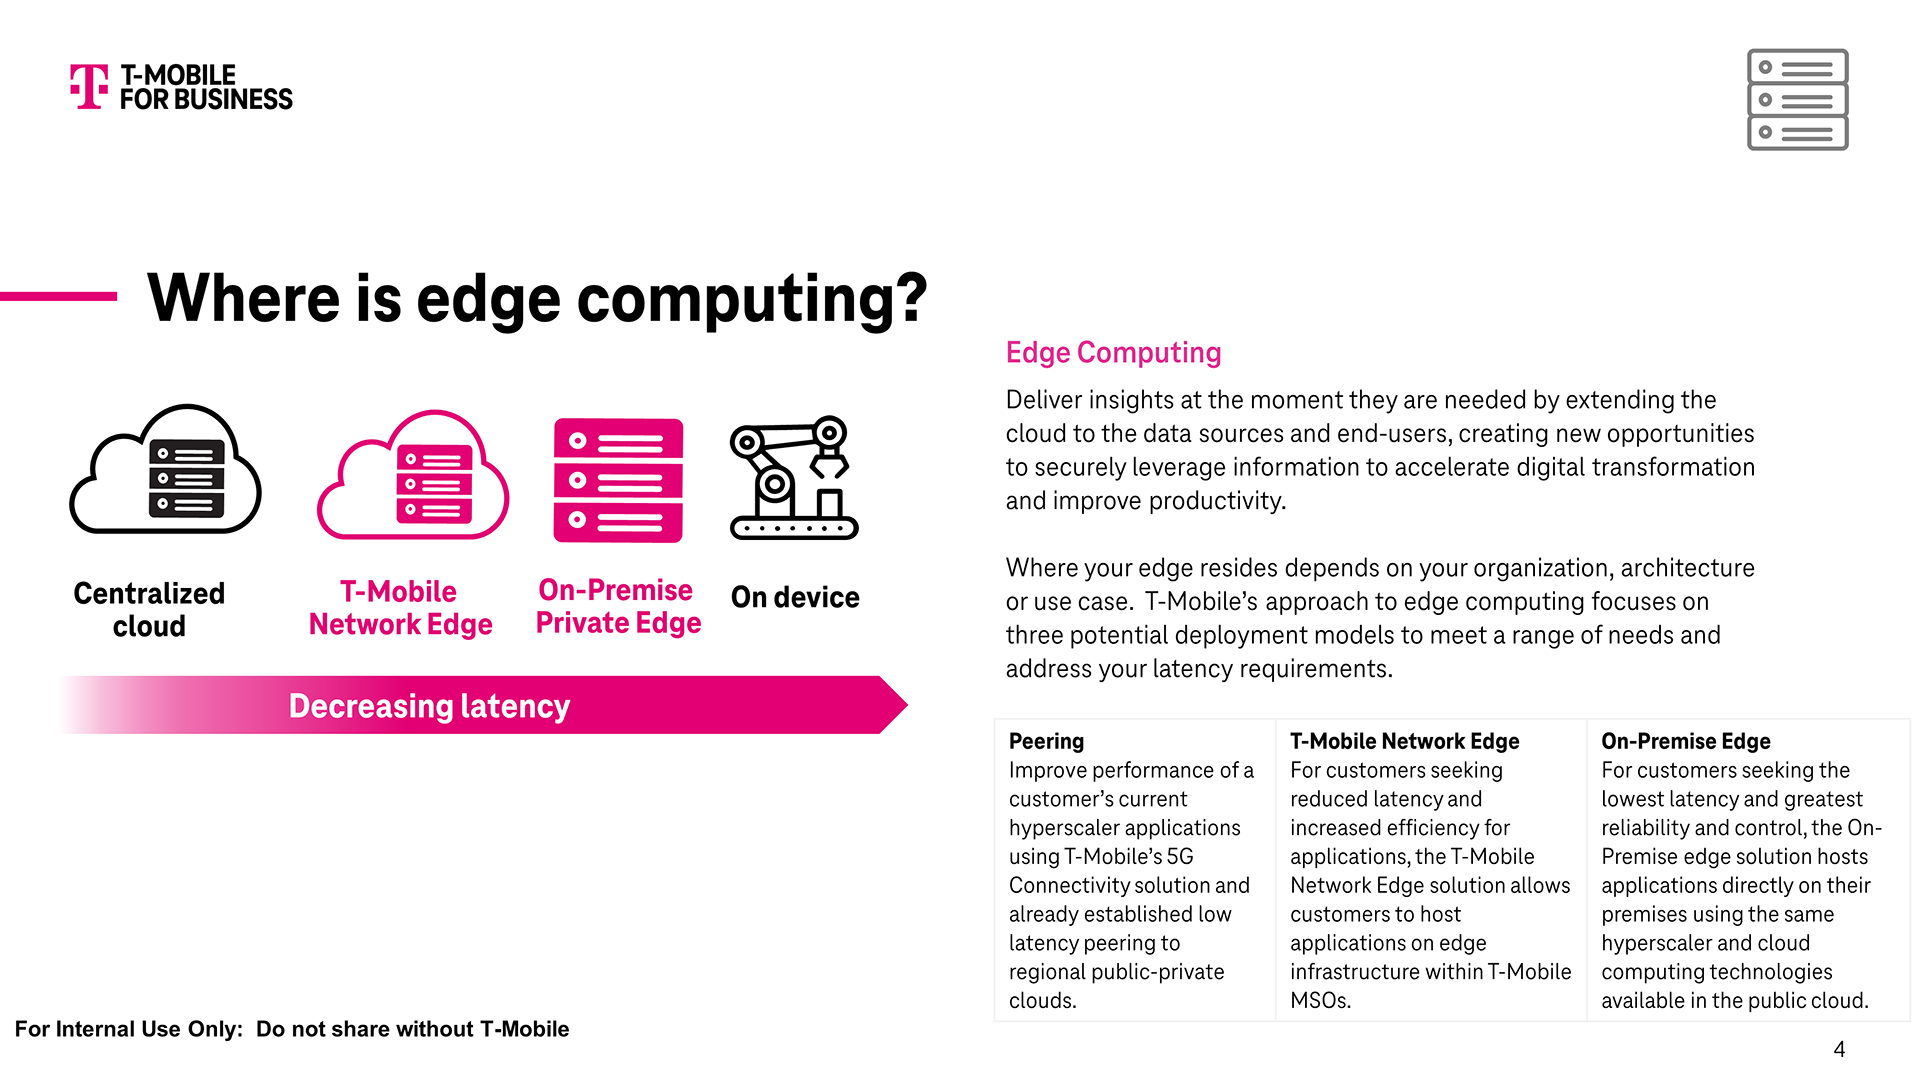 T-MOBILE
FOR BUSINESS
Where is edge computing?
Centralized
cloud
T-Mobile
Network Edge
On-Premise
Private Edge
On device
Decreasing latency
Edge Computing
Deliver insights at the moment they are needed by extending the
cloud to the data sources and end-users, creating new opportunities
to securely leverage information to accelerate digital transformation
and improve productivity.
Where your edge resides depends on your organization, architecture
or use case. T-Mobile’s approach to edge computing focuses on
three potential deployment models to meet a range of needs and
address your latency requirements.
Peering
Improve performance of a
customer’s current
hyperscaler applications
using T-Mobile’s 5G
Connectivity solution and
already established low
latency peering to
regional public-private
clouds.
T-Mobile Network Edge
For customers seeking
reduced latency and
increased efficiency for
applications, the T-Mobile
Network Edge solution allows
customers to host
applications on edge
infrastructure within T-Mobile
MSOs.
On-Premise Edge
For customers seeking the
lowest latency and greatest
reliability and control, the On-
Premise edge solution hosts
applications directly on their
premises using the same
hyperscaler and cloud
computing technologies
available in the public cloud.
For Internal Use Only: Do not share without T-Mobile
4